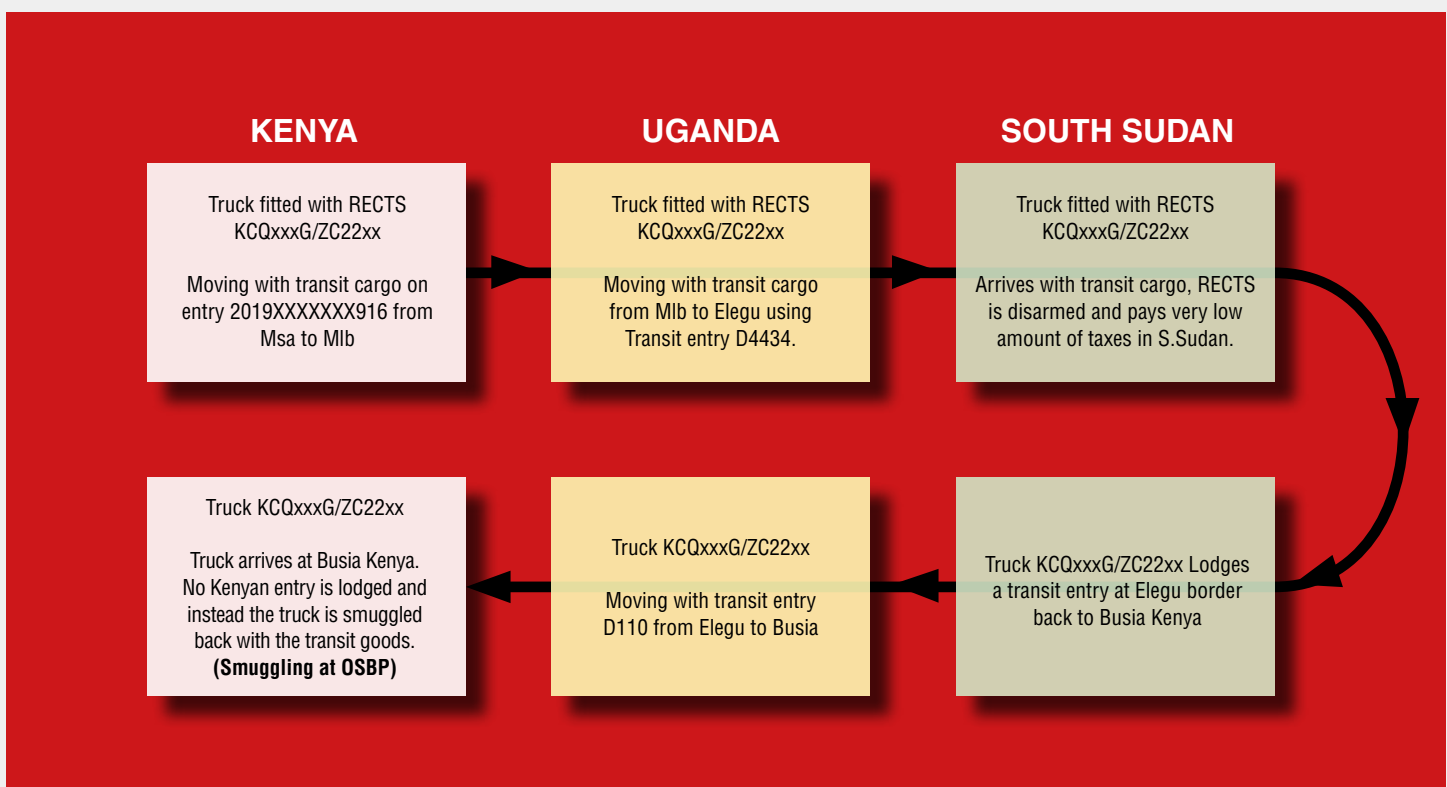 KENYA
UGANDA
SOUTH SUDAN
Truck fitted with RECTS
KCQxxxG/ZC22xx
Moving with transit cargo on
entry 2019XXXXXXX916 from
Msa to Mlb
Truck fitted with RECTS
KCQxxxG/ZC22xx
Moving with transit cargo
from Mlb to Elegu using
Transit entry D4434.
Truck fitted with RECTS
KCQxxxG/ZC22xx
Arrives with transit cargo, RECTS
is disarmed and pays very low
amount of taxes in S.Sudan.
Truck KCQxxxG/ZC22xx Lodges
a transit entry at Elegu border
back to Busia Kenya
Truck KCQxxxG/ZC22xx
Moving with transit entry
D110 from Elegu to Busia
Truck KCQxxxG/ZC22xx
Truck arrives at Busia Kenya.
No Kenyan entry is lodged and
instead the truck is smuggled
back with the transit goods.
(Smuggling at OSBP)